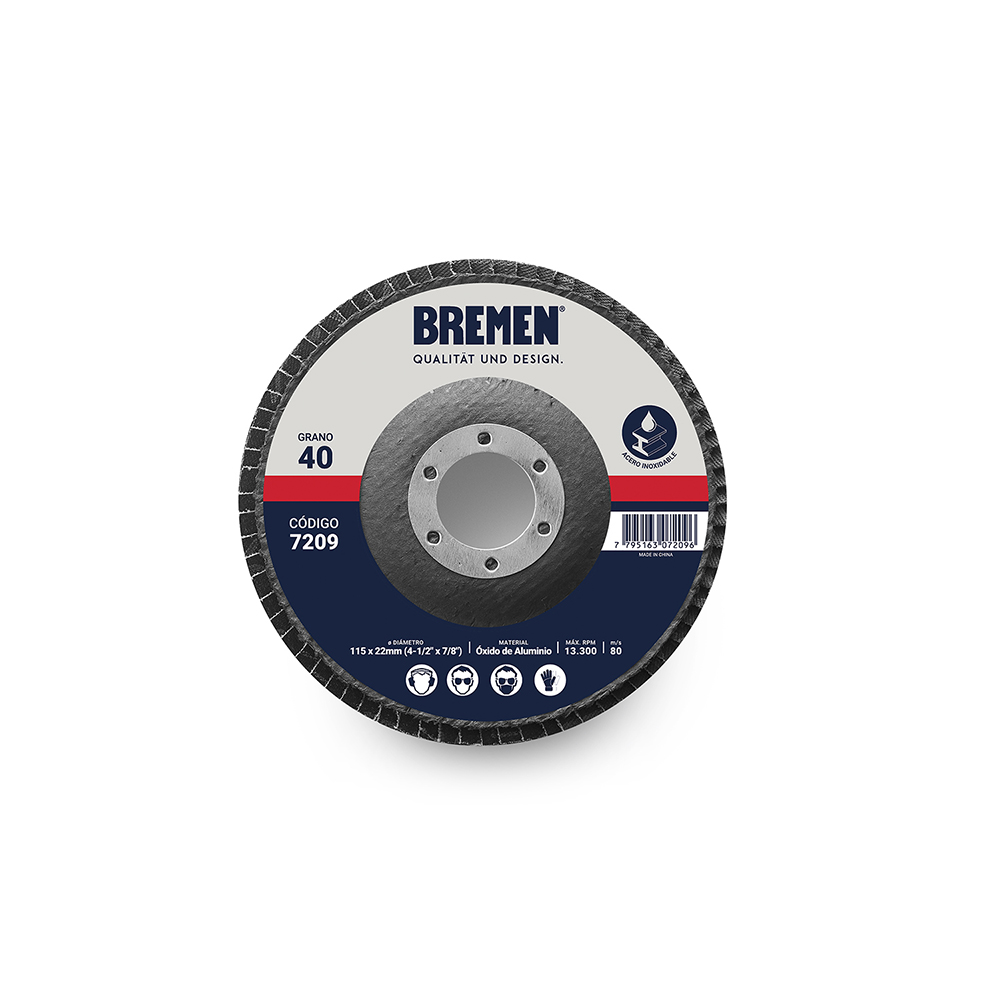 BREMEN®
QUALITÄT UND DESIGN.
GRANO
40
ACERO INOXIDABLE
CÓDIGO
7209
7 795163 072096
MADE IN CHINA
ø DIÁMETRO
115 x 22mm (4-1/2" x 7/8")
MATERIAL
Óxido de Aluminio
MÁX. RPM
13.300
m/s
80